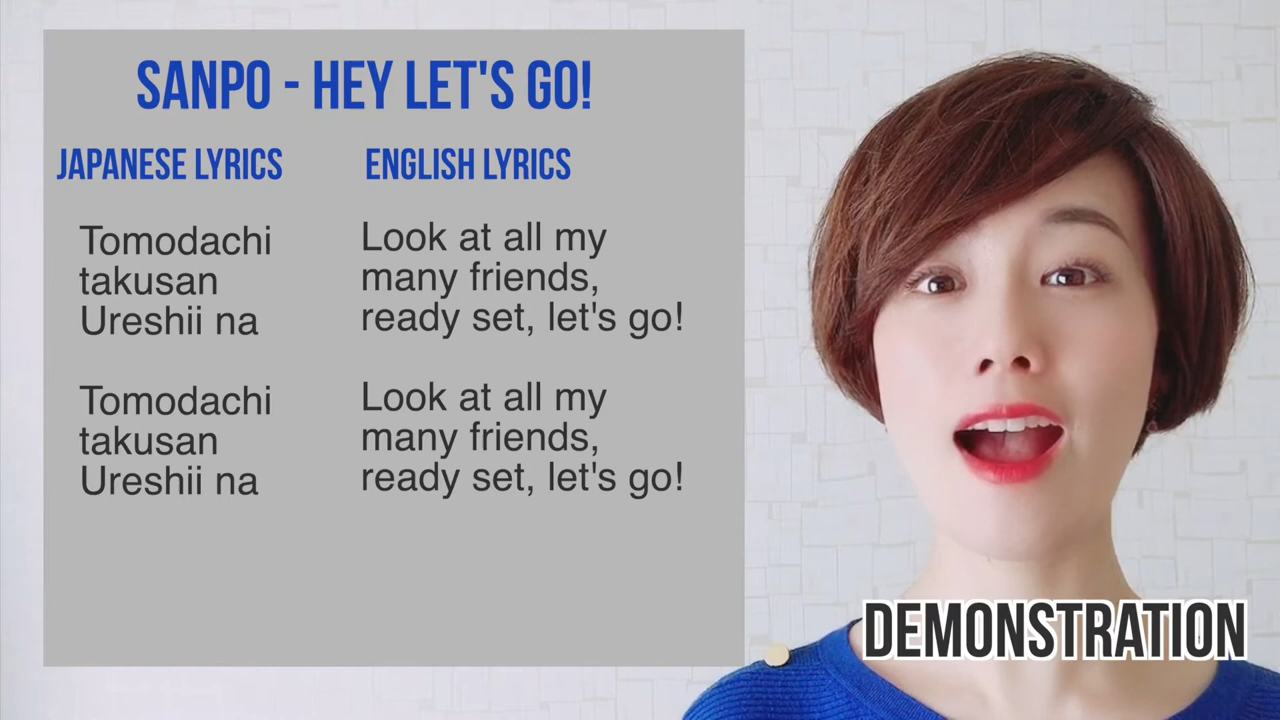 SANPO - HEY LET'S GO!
JAPANESE LYRICS
ENGLISH LYRICS
Tomodachi
takusan
Ureshii na
Look at all my
many friends,
ready set, let's go!
Tomodachi
takusan
Ureshii na
Look at all my
many friends,
ready set, let's go!
DEMONSTRATION